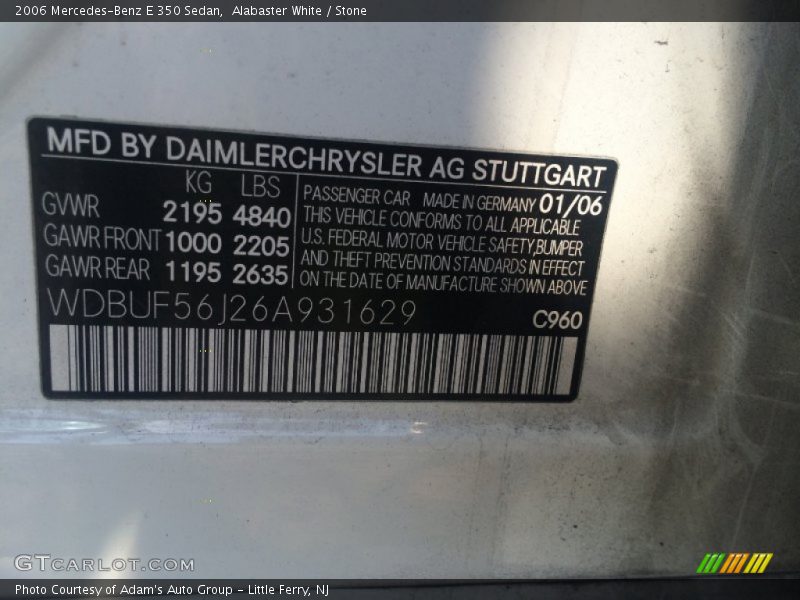 2006 Mercedes-Benz E 350 Sedan,  Alabaster White / Stone
MFD BY DAIMLERCHRYSLER AG STUTTGART
KG LBS
GVWR 2195 4840
GAWR FRONT 1000 2205
GAWR REAR 1195 2635
PASSENGER CAR MADE IN GERMANY 01/06
THIS VEHICLE CONFORMS TO ALL APPLICABLE
U.S. FEDERAL MOTOR VEHICLE SAFETY,BUMPER
AND THEFT PREVENTION STANDARDS IN EFFECT
ON THE DATE OF MANUFACTURE SHOWN ABOVE
WDBUF56J26A931629
C960
GTCARLOT.COM
Photo Courtesy of Adam's Auto Group - Little Ferry, NJ